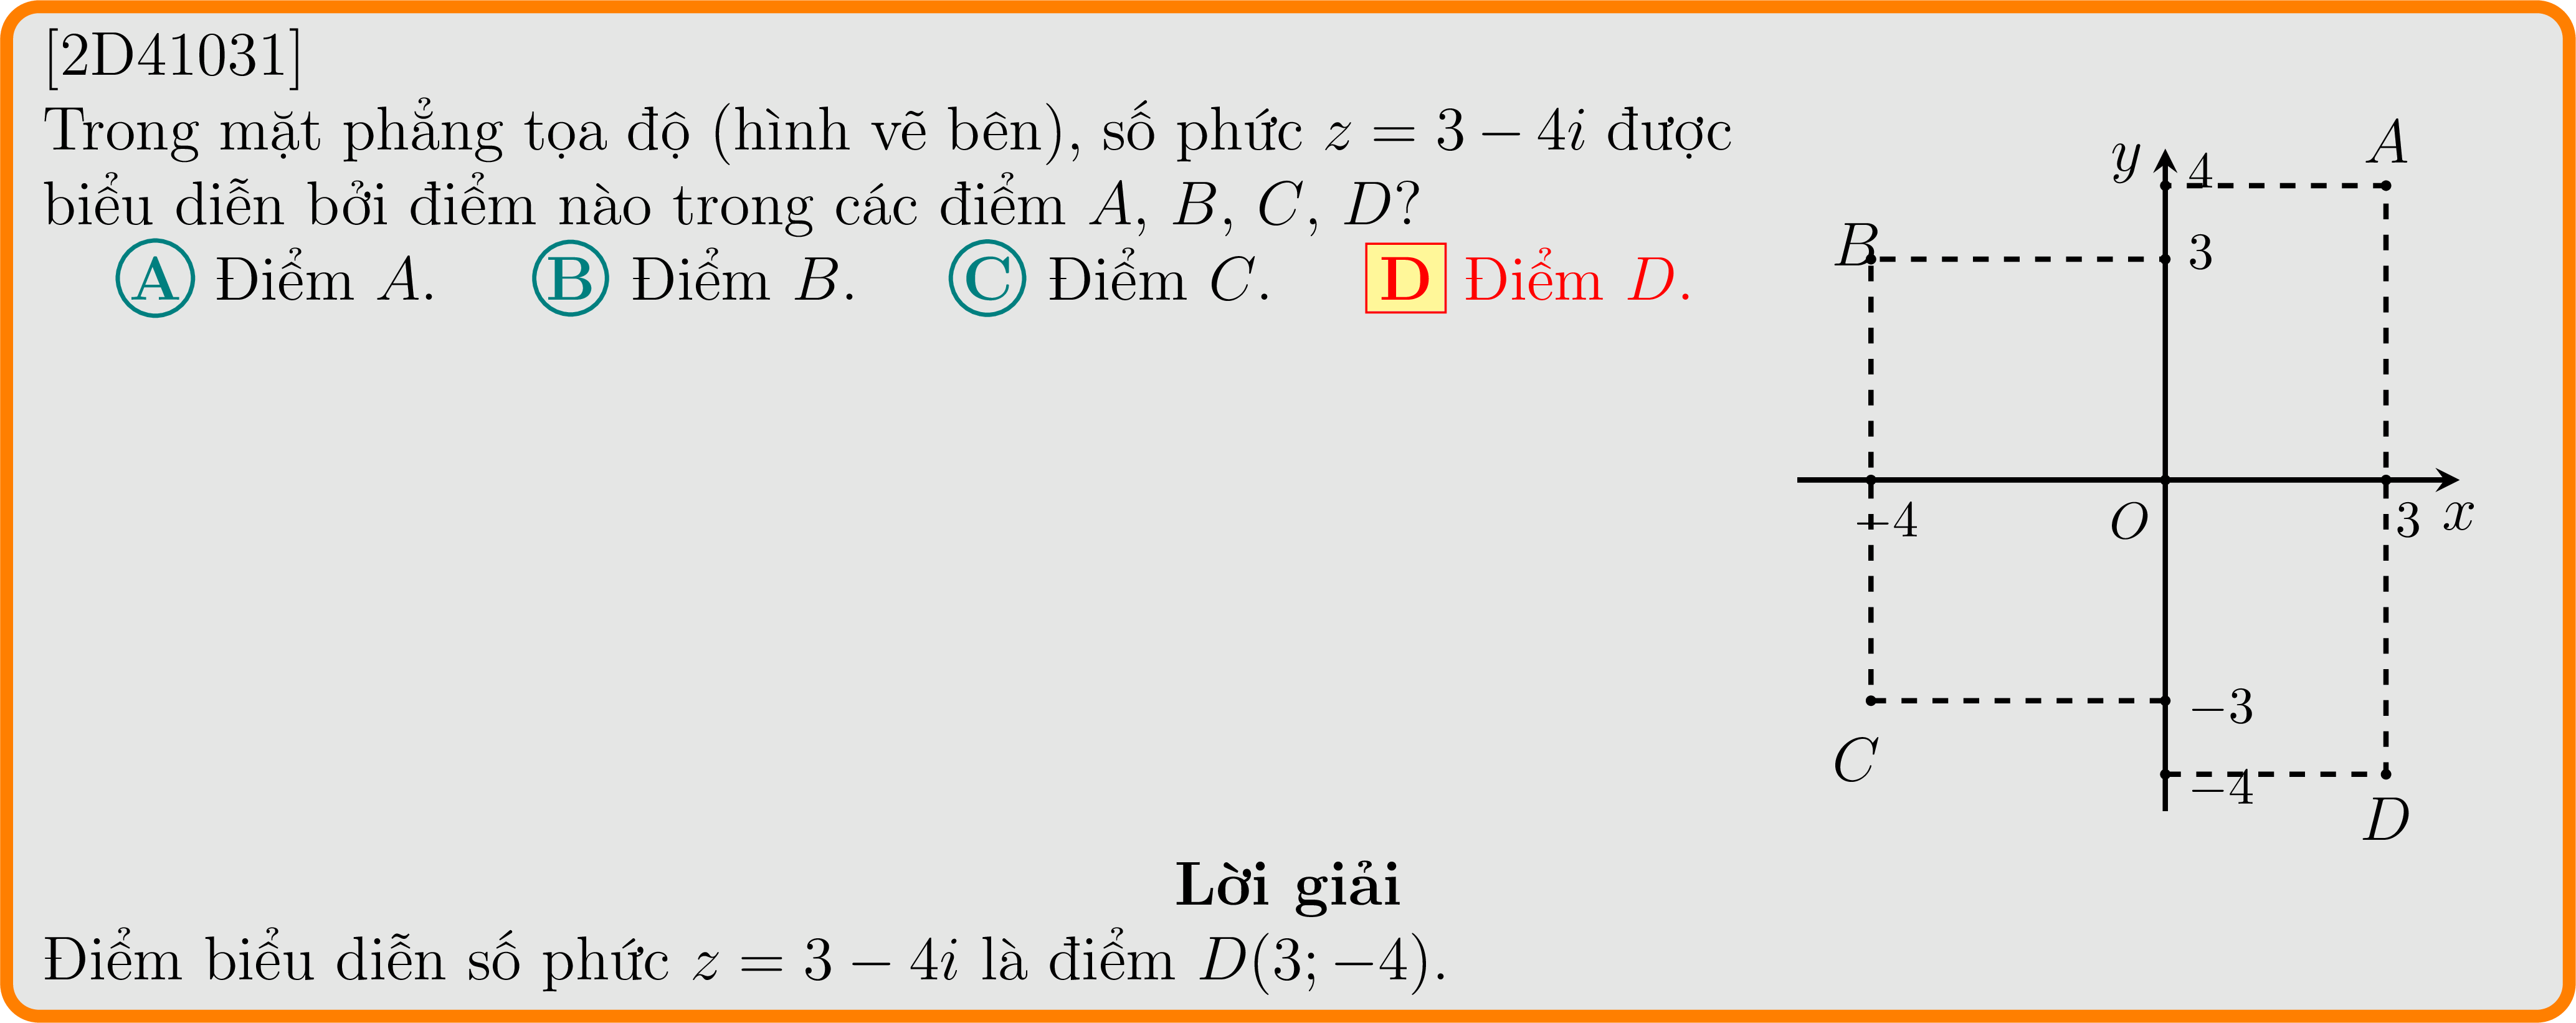 [2D41031]
Trong mặt phẳng tọa độ (hình vẽ bên), số phức z = 3 − 4i được
biểu diễn bởi điểm nào trong các điểm A, B, C, D?
A Điểm A. B Điểm B. C Điểm C. D Điểm D.
y
4
A
B
3
−4
O
3
x
−3
C
−4
D
Lời giải
Điểm biểu diễn số phức z = 3 − 4i là điểm D(3; −4).